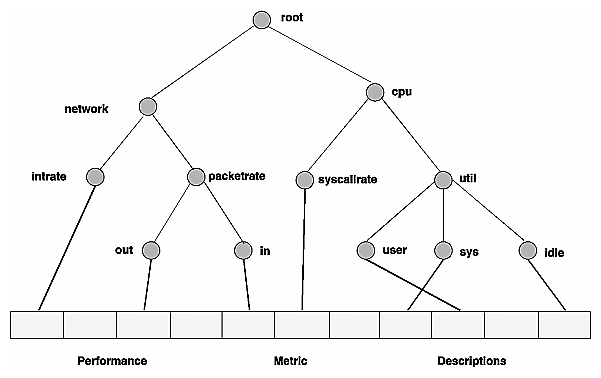 root
cpu
network
intrate
packetrate
syscallrate
util
out
in
user
sys
idle
Performance Metric Descriptions